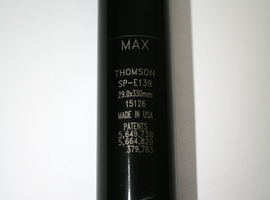 MAX
THOMSON
SP-E139
29.0x330mm
15126
MADE IN USA
PATENTS
5,649,738
5,664,829
379,783